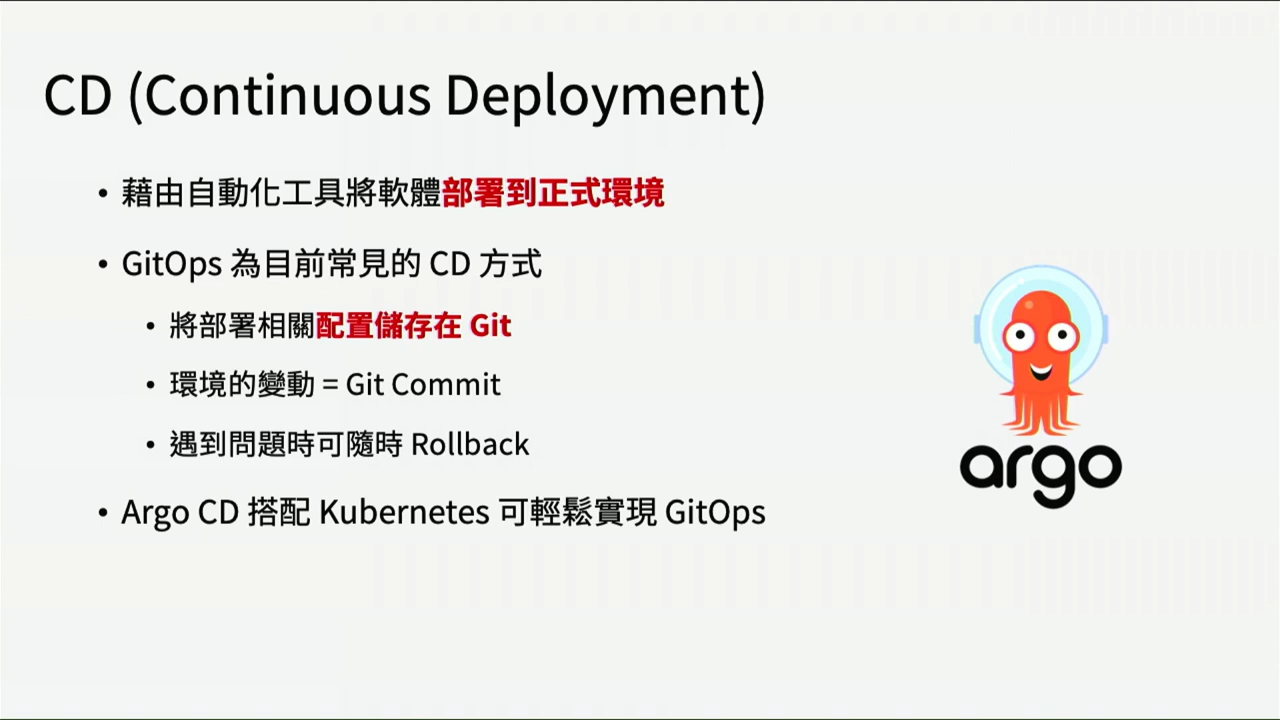 CD (Continuous Deployment)
• 藉由自動化工具將軟體部署到正式環境
• GitOps 為目前常見的 CD 方式
• 將部署相關配置儲存在 Git
• 環境的變動 = Git Commit
• 遇到問題時可隨時 Rollback
• Argo CD 搭配 Kubernetes 可輕鬆實現 GitOps
argo